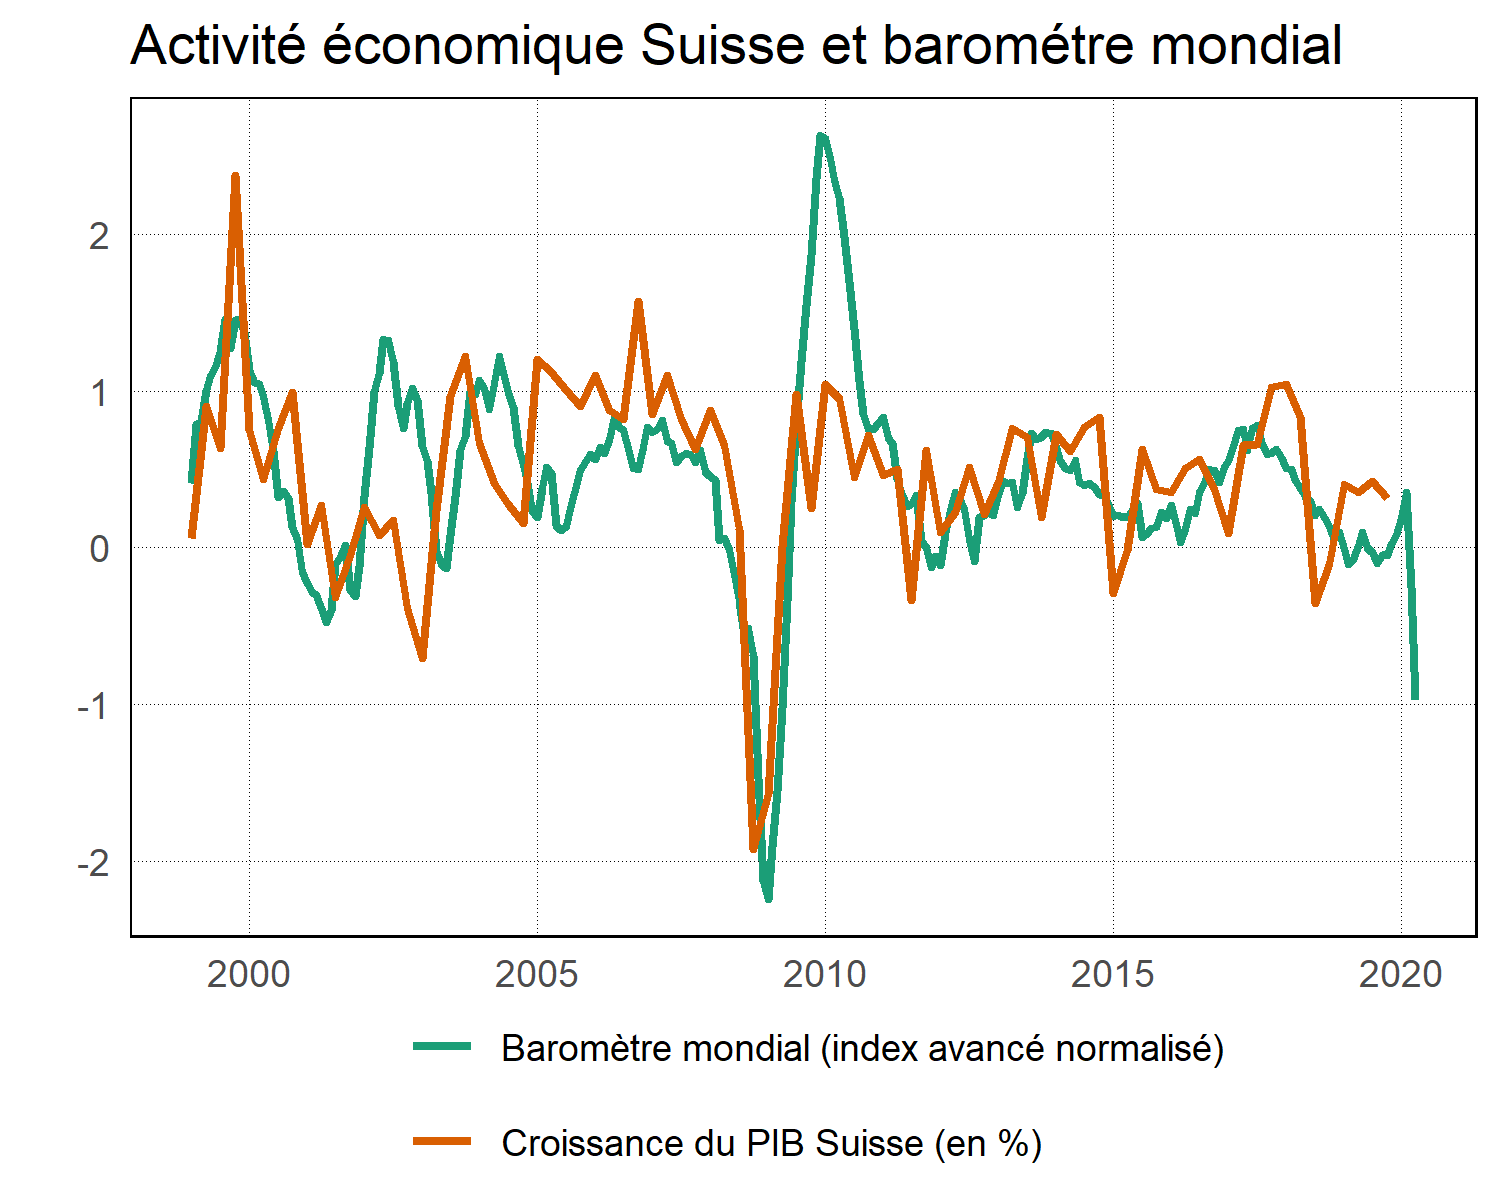 Activité économique Suisse et barométre mondial
2
1
0
-1
-2
2000 2005 2010 2015 2020
Baromètre mondial (index avancé normalisé)
Croissance du PIB Suisse (en %)